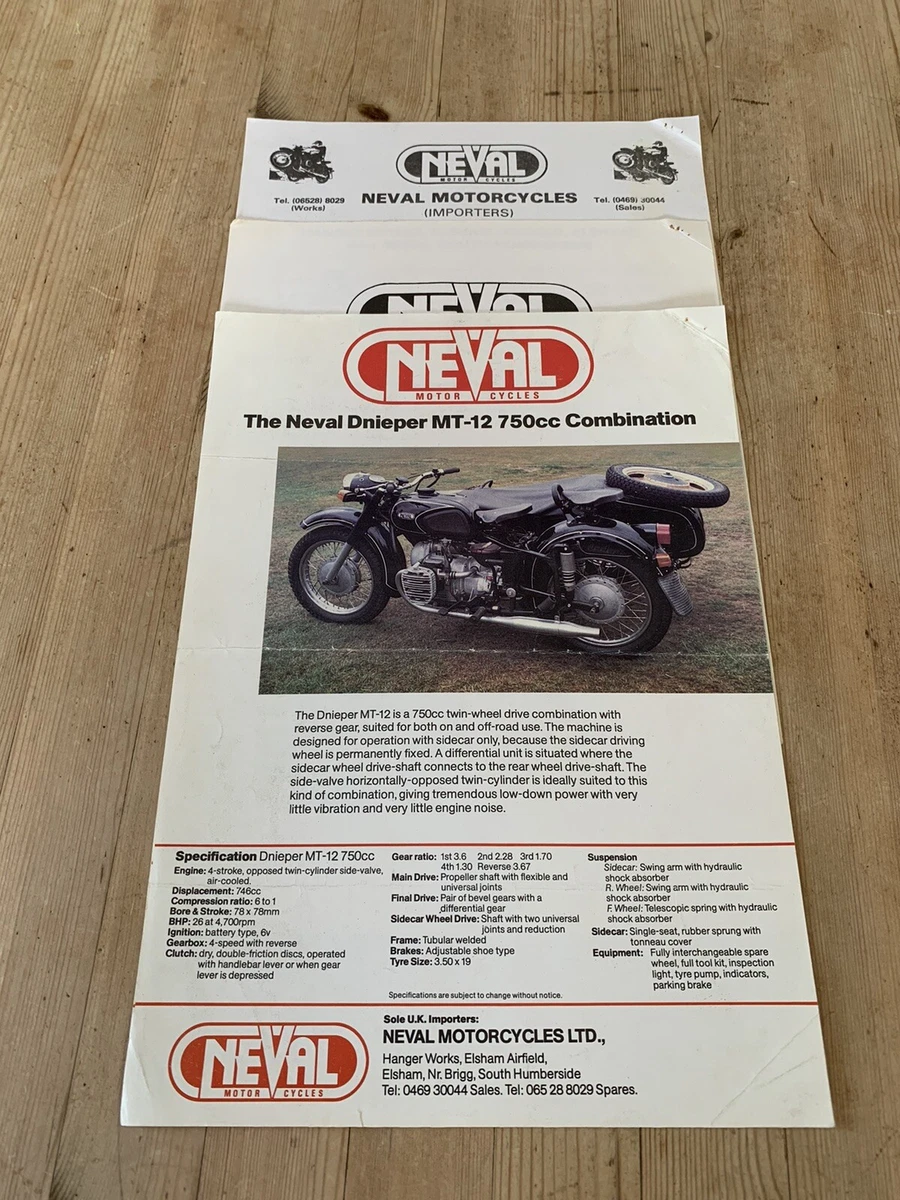 NEVAL
MOTOR CYCLES
NEVAL MOTORCYCLES
(IMPORTERS)
Tel. (06528) 8029
(Works)
Tel. (0469) 30044
(Sales)
NEVAL
NEVAL
MOTOR CYCLES
The Neval Dnieper MT-12 750cc Combination
NEVAL
The Dnieper MT-12 is a 750cc twin-wheel drive combination with
reverse gear, suited for both on and off-road use. The machine is
designed for operation with sidecar only, because the sidecar driving
wheel is permanently fixed. A differential unit is situated where the
sidecar wheel drive-shaft connects to the rear wheel drive-shaft. The
side-valve horizontally-opposed twin-cylinder is ideally suited to this
kind of combination, giving tremendous low-down power with very
little vibration and very little engine noise.
Specification Dnieper MT-12 750cc
Engine: 4-stroke, opposed twin-cylinder side-valve,
air-cooled.
Displacement: 746cc
Compression ratio: 6 to 1
Bore & Stroke: 78 x 78mm
BHP: 26 at 4,700rpm
Ignition: battery type, 6v
Gearbox: 4-speed with reverse
Clutch: dry, double-friction discs, operated
with handlebar lever or when gear
lever is depressed
Gear ratio: 1st 3.6 2nd 2.28 3rd 1.70
4th 1.30 Reverse 3.67
Main Drive: Propeller shaft with flexible and
universal joints
Final Drive: Pair of bevel gears with a
differential gear
Sidecar Wheel Drive: Shaft with two universal
joints and reduction
Frame: Tubular welded
Brakes: Adjustable shoe type
Tyre Size: 3.50 x 19
Suspension
Sidecar: Swing arm with hydraulic
shock absorber
R. Wheel: Swing arm with hydraulic
shock absorber
F. Wheel: Telescopic spring with hydraulic
shock absorber
Sidecar: Single-seat, rubber sprung with
tonneau cover
Equipment: Fully interchangeable spare
wheel, full tool kit, inspection
light, tyre pump, indicators,
parking brake
Specifications are subject to change without notice.
NEVAL
MOTOR CYCLES
Sole U.K. Importers:
NEVAL MOTORCYCLES LTD.,
Hanger Works, Elsham Airfield,
Elsham, Nr. Brigg, South Humberside
Tel: 0469 30044 Sales. Tel: 065 28 8029 Spares.